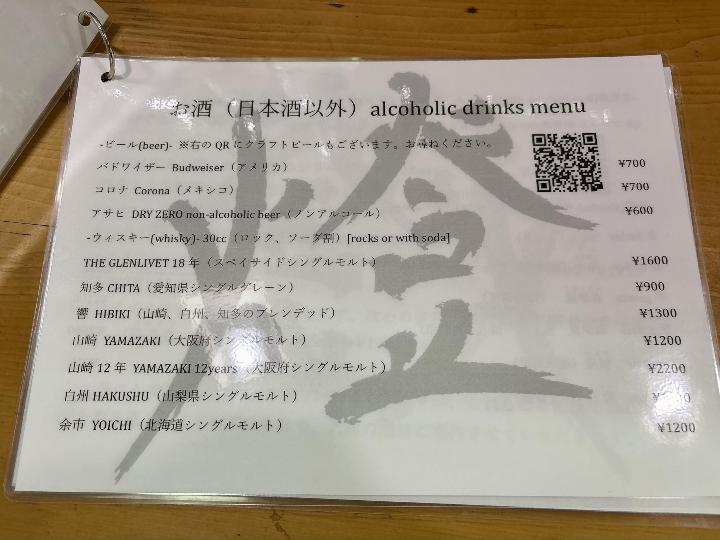 お酒（日本酒以外）alcoholic drinks menu
-ビール(beer)- ※右の QR にクラフトビールもございます。お尋ねください。
バドワイザー Budweiser（アメリカ） ¥700
コロナ Corona（メキシコ） ¥700
アサヒ DRY ZERO non-alcoholic beer（ノンアルコール） ¥600
-ウィスキー(whisky)- 30cc（ロック、ソーダ割）[rocks or with soda]
THE GLENLIVET 18 年（スペイサイドシングルモルト） ¥1600
知多 CHITA（愛知県シングルグレーン） ¥900
響 HIBIKI（山崎、白州、知多のブレンデッド） ¥1300
山崎 YAMAZAKI（大阪府シングルモルト） ¥1200
山崎 12 年 YAMAZAKI 12years（大阪府シングルモルト） ¥2200
白州 HAKUSHU（山梨県シングルモルト）
余市 YOICHI（北海道シングルモルト） ¥1200